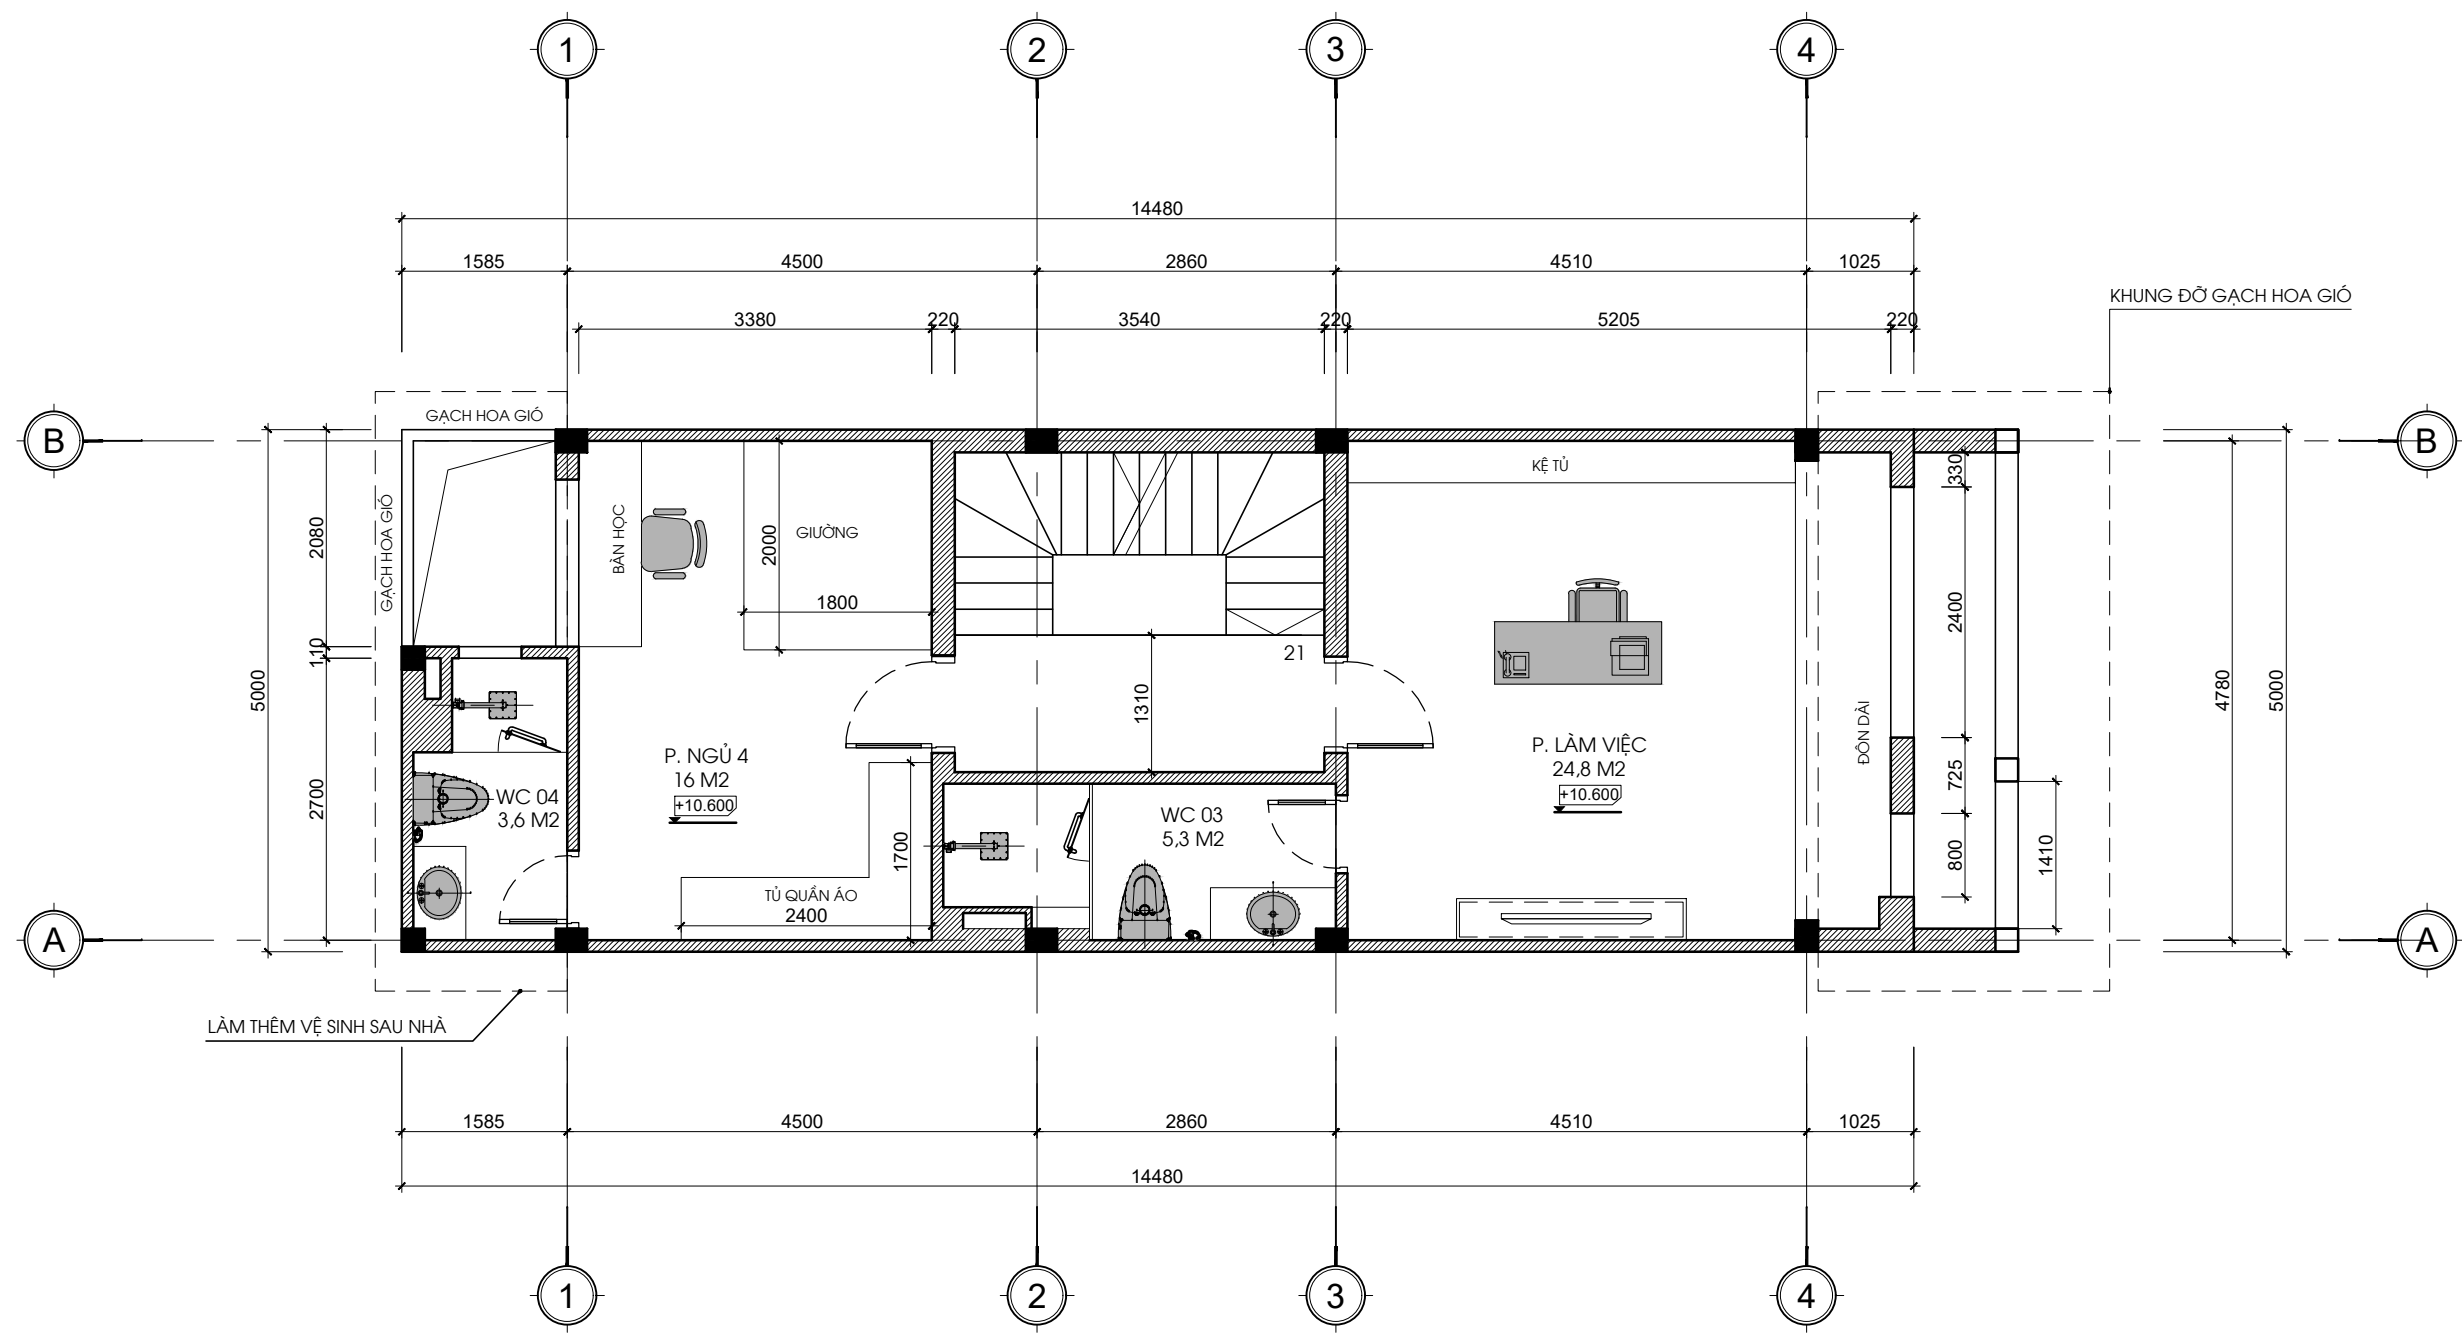 1
2
3
4
14480
1585
4500
2860
4510
1025
KHUNG ĐỠ GẠCH HOA GIÓ
3380
220
3540
220
5205
220
GẠCH HOA GIÓ
B
B
KỆ TỦ
330
GẠCH HOA GIÓ
2080
BÀN HỌC
2000
GIƯỜNG
1800
2400
110
21
5000
4780
5000
1310
ĐÔN DÀI
P. NGỦ 4
16 M2
+10.600
P. LÀM VIỆC
24,8 M2
+10.600
725
2700
WC 04
3,6 M2
WC 03
5,3 M2
1700
800
1410
TỦ QUẦN ÁO
2400
A
A
LÀM THÊM VỆ SINH SAU NHÀ
1585
4500
2860
4510
1025
14480
1
2
3
4